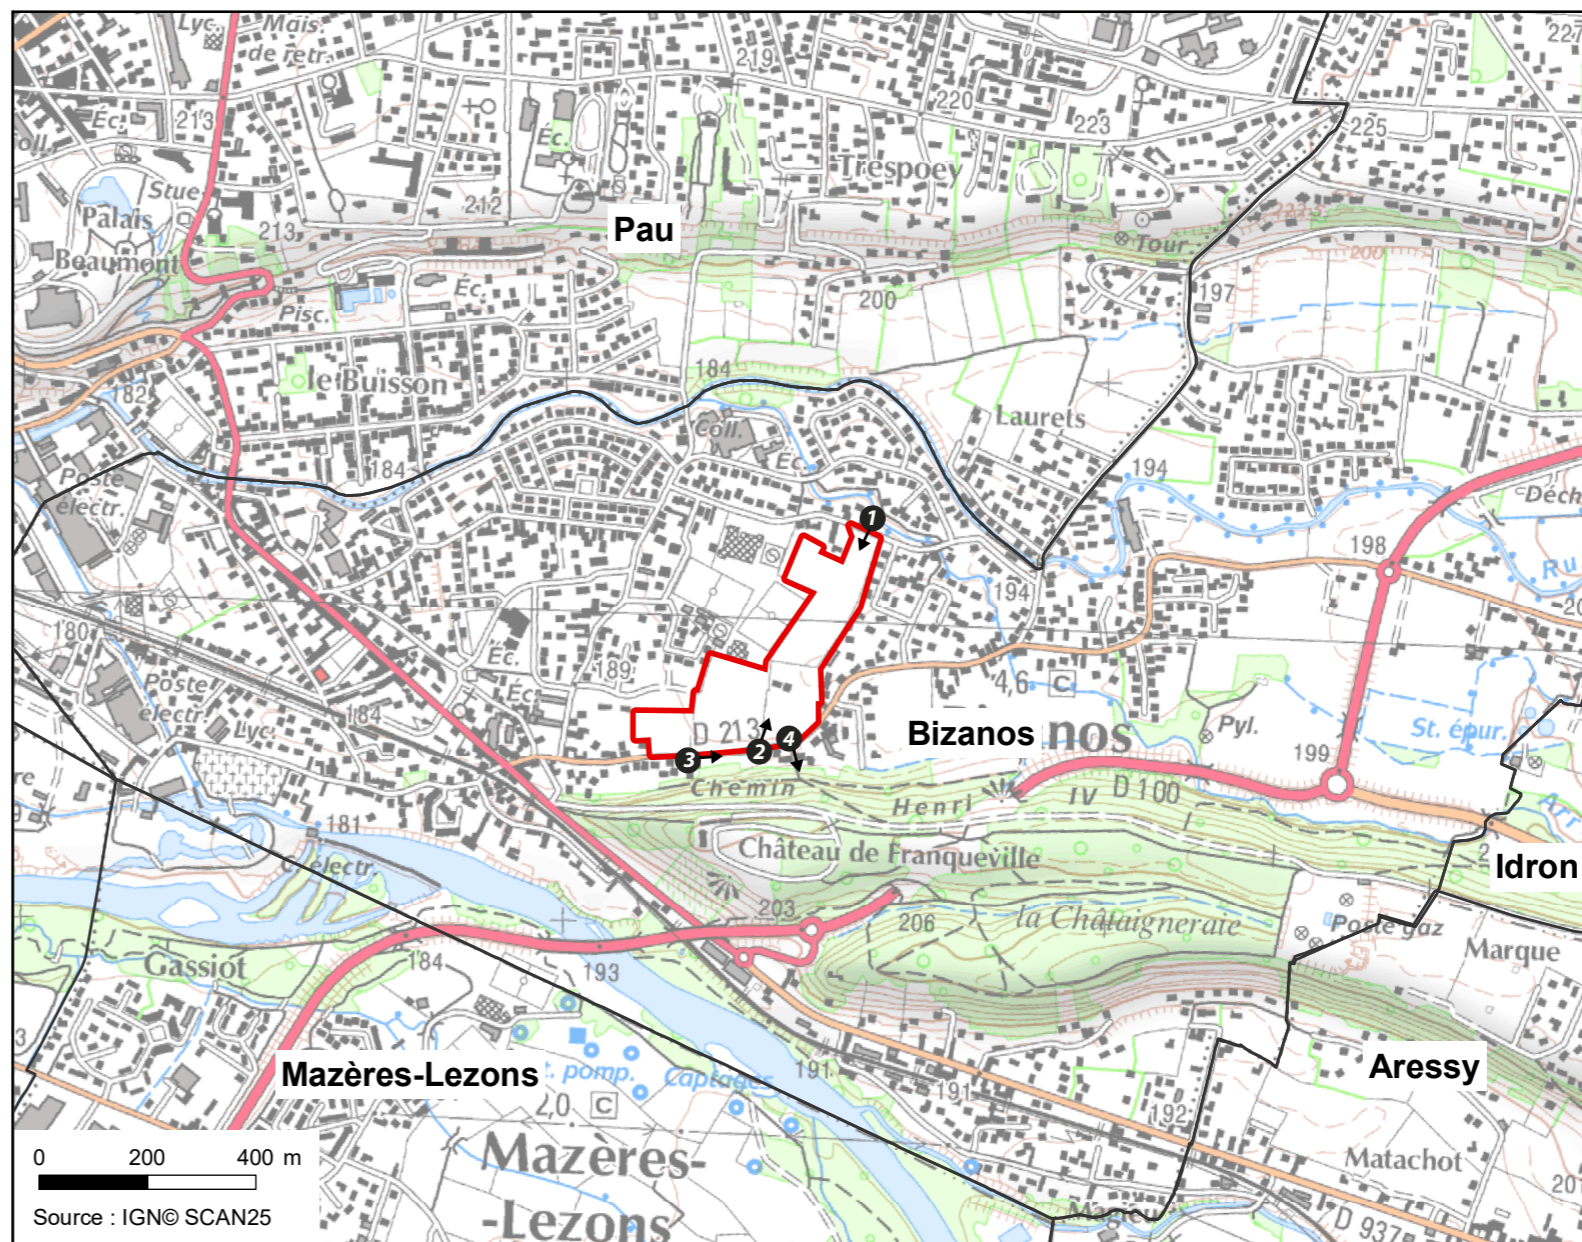 Lyc.
Mais.
de retr.
219
227
220
223
225
Éc.
213
Éc.
Coll.
Trespoey
Stue
Palais
Beaumont
213
212
Pau
Tour
200
Éc.
Pisc.
200
197
184
le Buisson
182
Laurets
Coll.
Éc.
184
194
Poste
électr.
Déch
1
198
Ru
194
180
Éc.
189
4,6 C
Poste
électr.
Éc.
184
Lyc.
D 213
Bizanos
nos
Pyl.
St. épur.
199
3
2
4
Chemin
Henri
IV
D 100
Arr
181
électr.
Château de Franqueville
Idron
203
206
la Châtaigneraie
Poste gaz
Marque
Gassiot
184
193
Mazères-Lezons
t. pomp.
Captages
191
191
192
Aressy
2,0 C
Mazères-
-Lezons
Matachot
201
D 937
0 200 400 m
Source : IGN© SCAN25